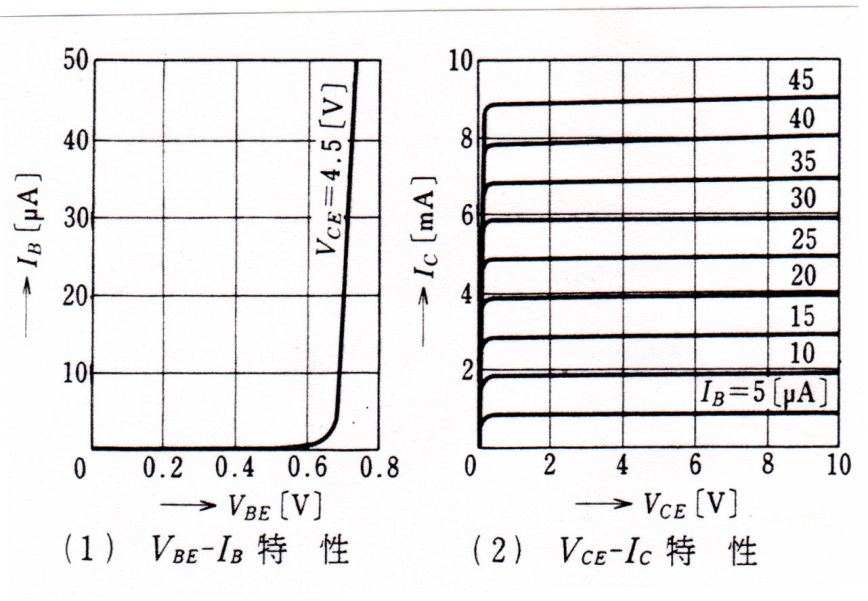 50
40
30
20
10
0 0.2 0.4 0.6 0.8
I_B [μA]
V_CE=4.5 [V]
V_BE [V]
(1) V_BE-I_B 特 性
10
8
6
4
2
0 2 4 6 8 10
I_C [mA]
45
40
35
30
25
20
15
10
I_B=5 [μA]
V_CE [V]
(2) V_CE-I_C 特 性